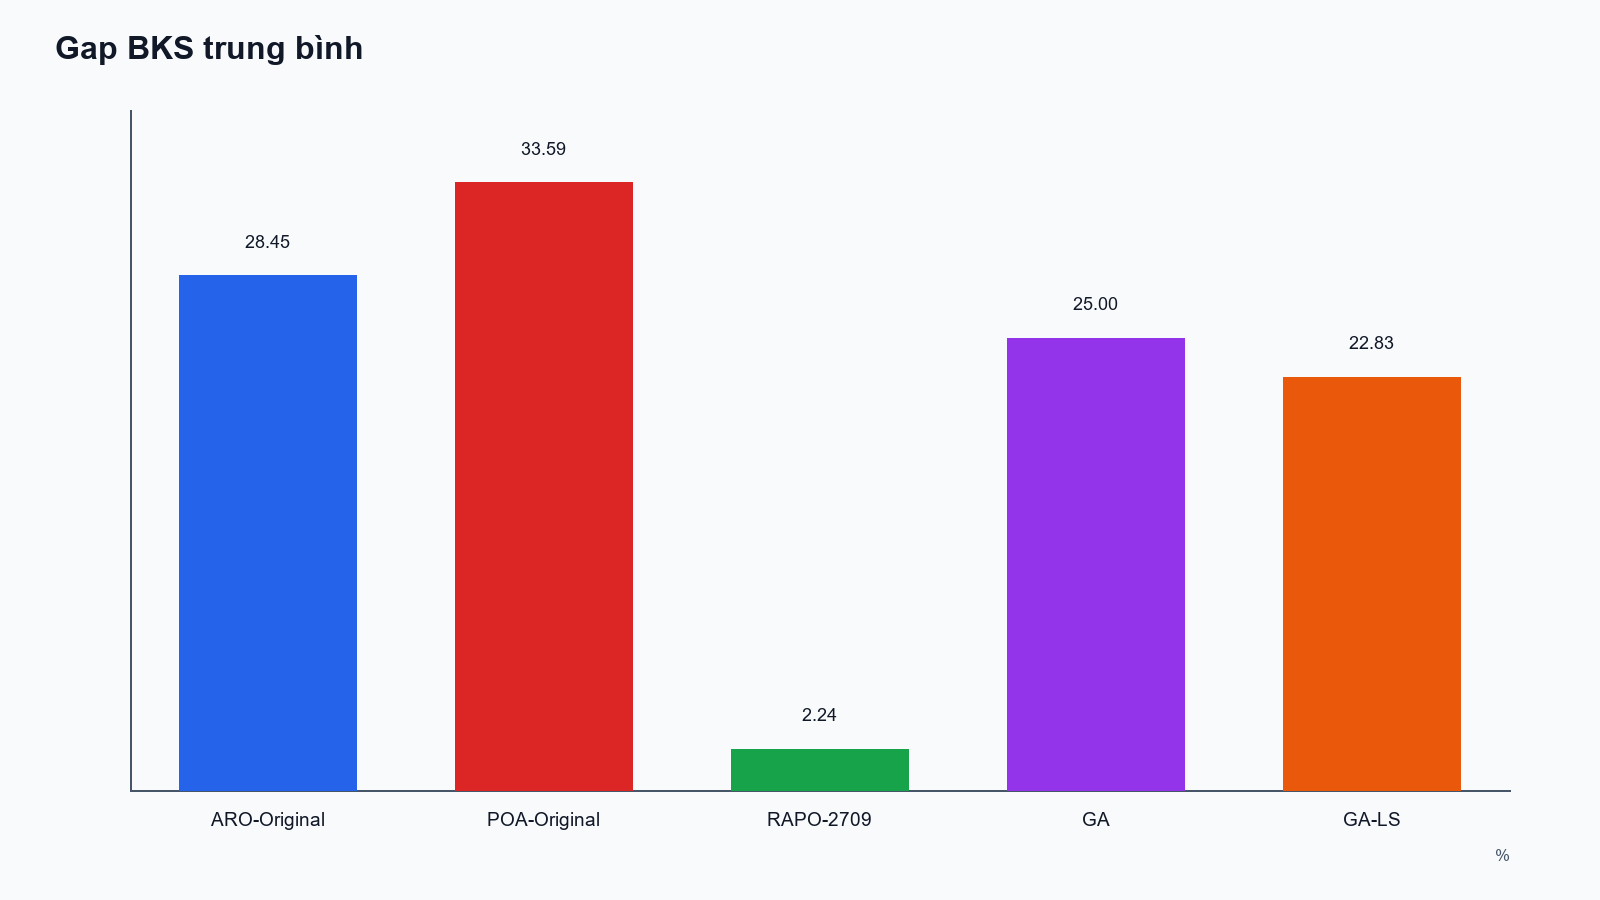 Gap BKS trung bình
33.59
28.45
25.00
22.83
2.24
ARO-Original
POA-Original
RAPO-2709
GA
GA-LS
%